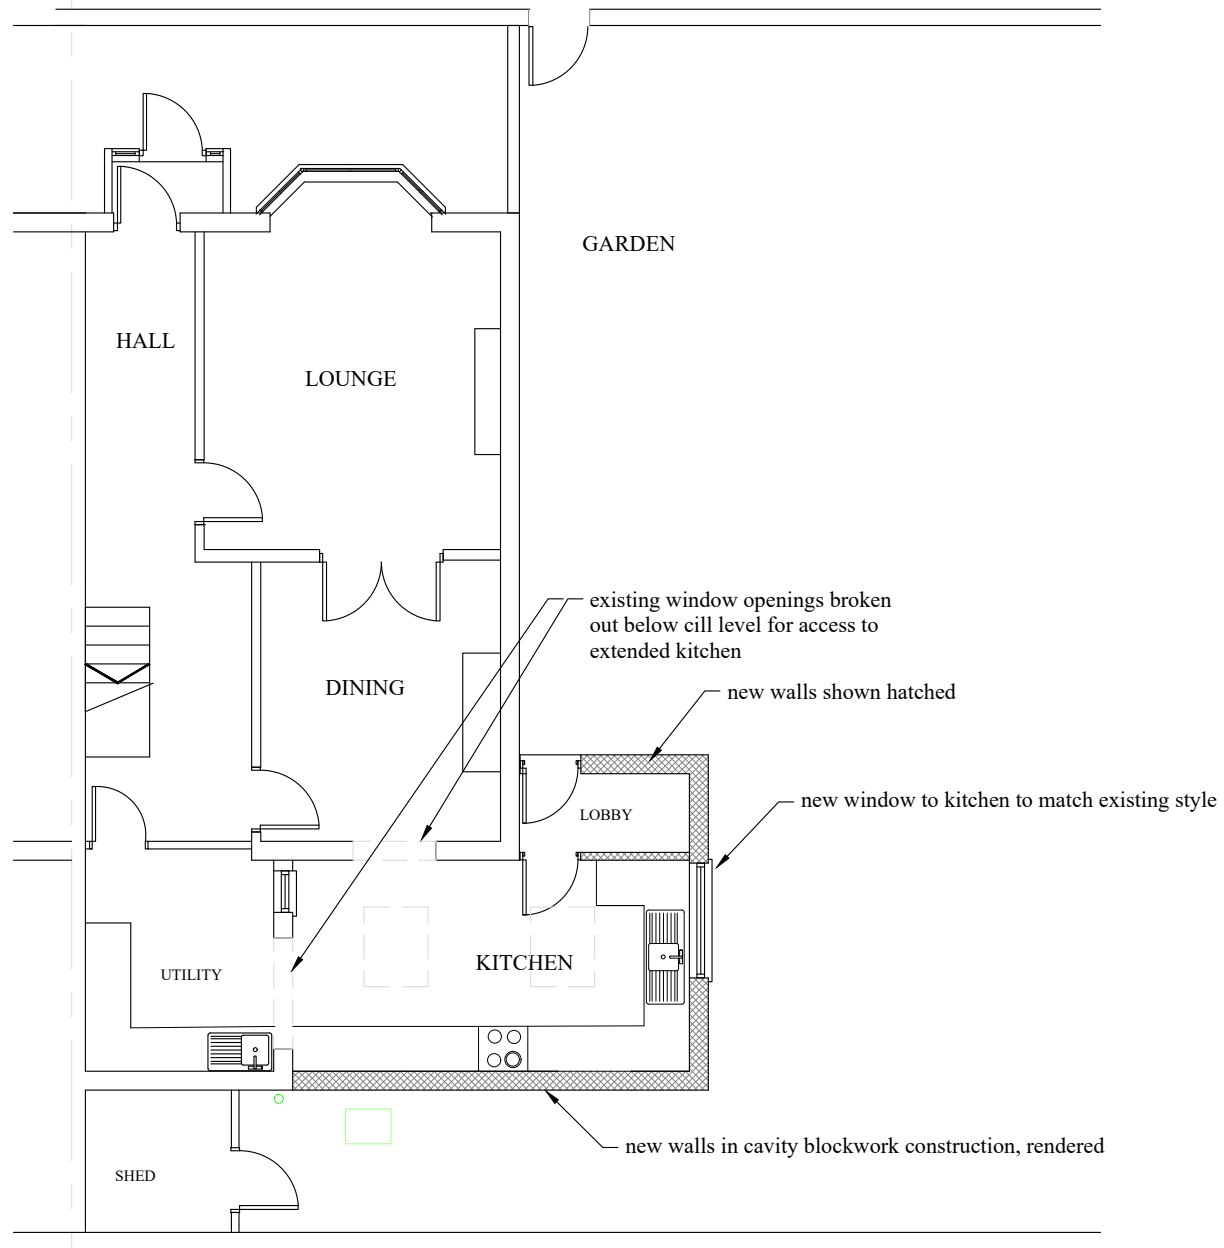 GARDEN
HALL
LOUNGE
existing window openings broken
out below cill level for access to
extended kitchen
DINING
new walls shown hatched
new window to kitchen to match existing style
LOBBY
KITCHEN
UTILITY
new walls in cavity blockwork construction, rendered
SHED